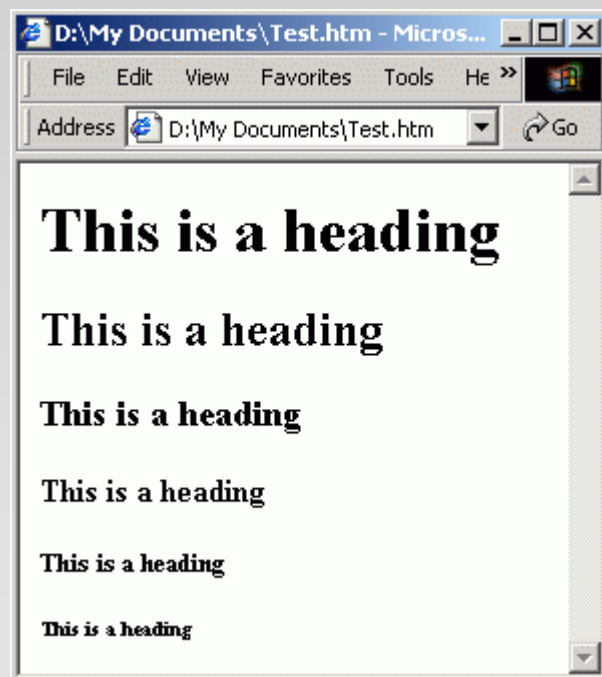 D:\My Documents\Test.htm - Micros...
File Edit View Favorites Tools He »
Address D:\My Documents\Test.htm Go
This is a heading
This is a heading
This is a heading
This is a heading
This is a heading
This is a heading